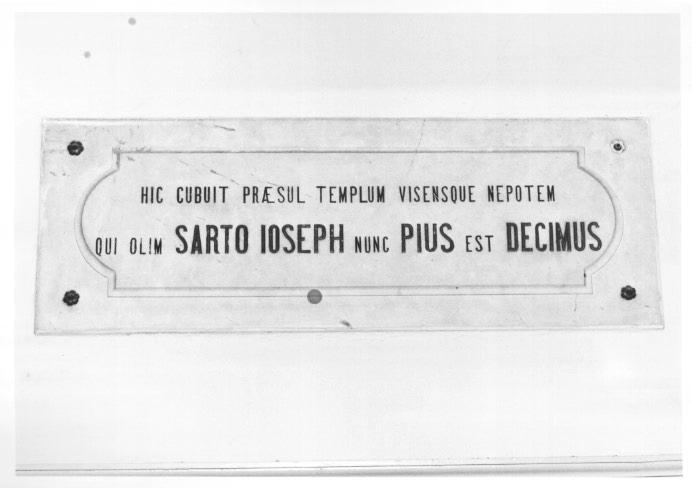 HIC CUBUIT PRÆSUL TEMPLUM VISENSQUE NEPOTEM
QUI OLIM SARTO IOSEPH NUNC PIUS EST DECIMUS